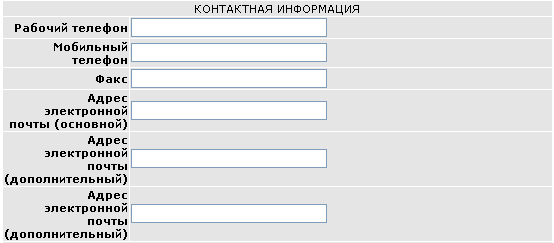 КОНТАКТНАЯ ИНФОРМАЦИЯ
Рабочий телефон
Мобильный
телефон
Факс
Адрес
электронной
почты (основной)
Адрес
электронной
почты
(дополнительный)
Адрес
электронной
почты
(дополнительный)